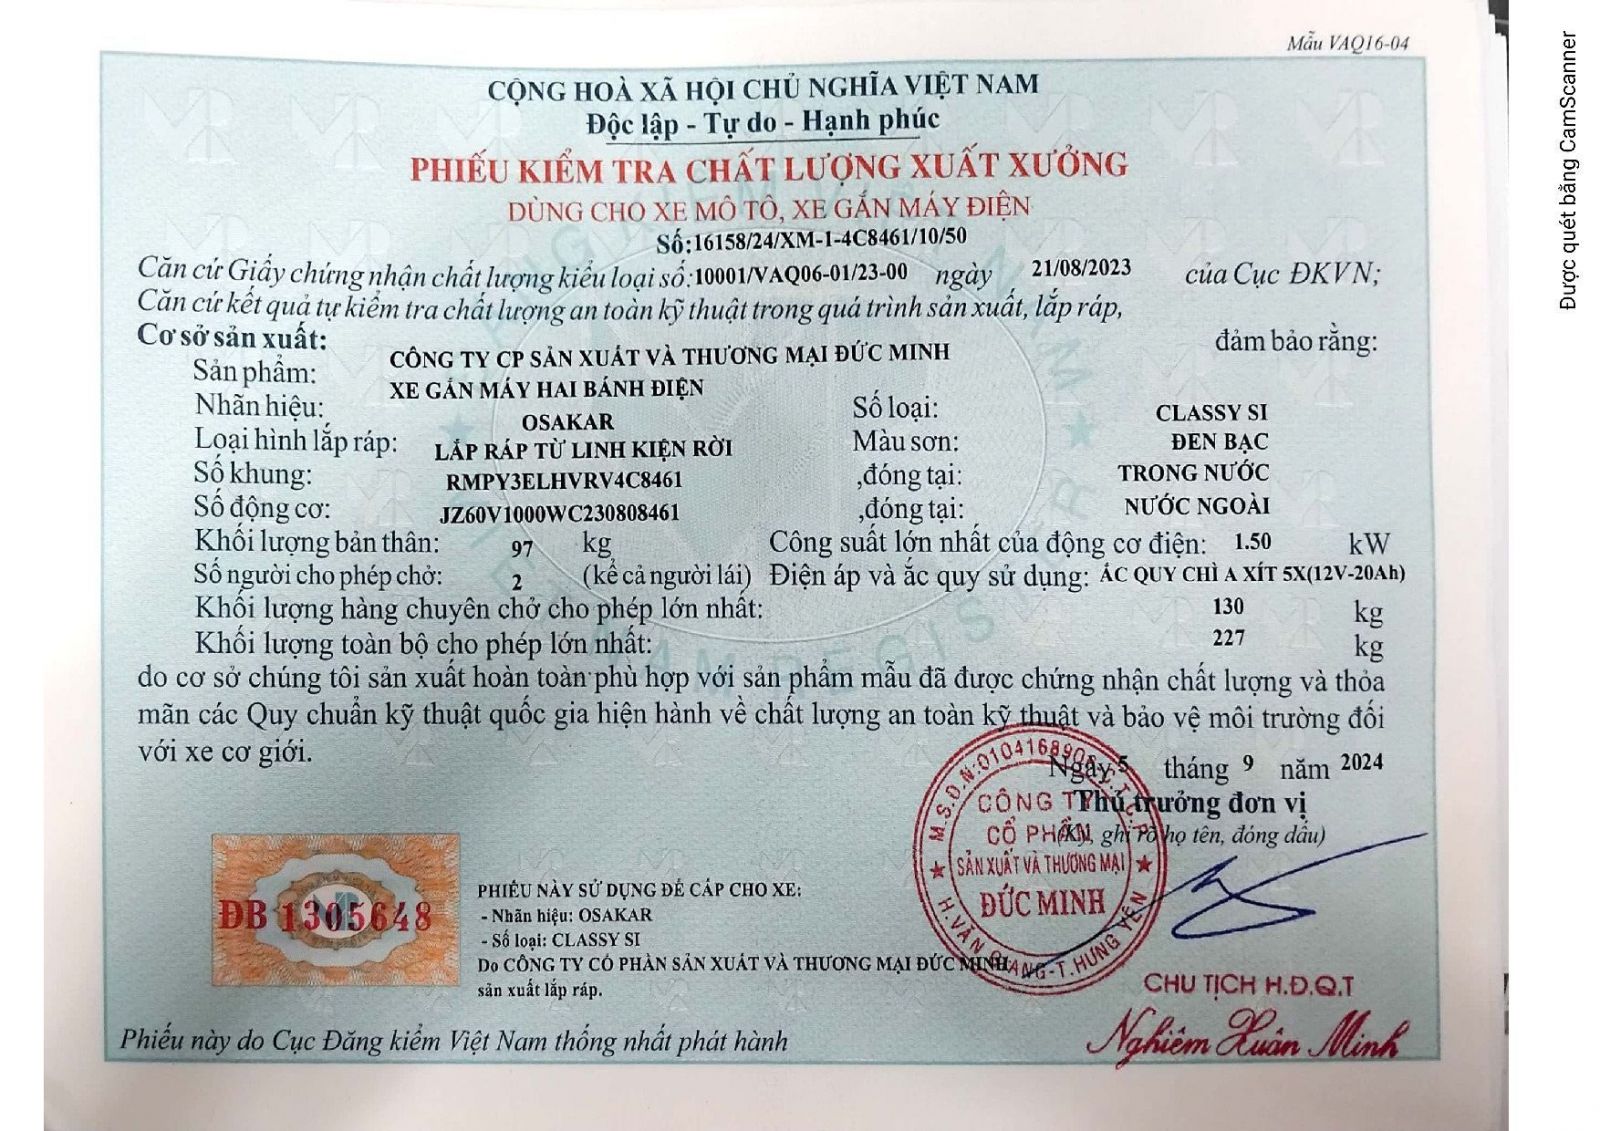 Mẫu VAQ16-04
CỘNG HOÀ XÃ HỘI CHỦ NGHĨA VIỆT NAM
Độc lập - Tự do - Hạnh phúc
PHIẾU KIỂM TRA CHẤT LƯỢNG XUẤT XƯỞNG
DÙNG CHO XE MÔ TÔ, XE GẮN MÁY ĐIỆN
Số:16158/24/XM-1-4C8461/10/50
Căn cứ Giấy chứng nhận chất lượng kiểu loại số:10001/VAQ06-01/23-00 ngày 21/08/2023 của Cục ĐKVN;
Căn cứ kết quả tự kiểm tra chất lượng an toàn kỹ thuật trong quá trình sản xuất, lắp ráp,
Cơ sở sản xuất: CÔNG TY CP SẢN XUẤT VÀ THƯƠNG MẠI ĐỨC MINH đảm bảo rằng:
Sản phẩm: XE GẮN MÁY HAI BÁNH ĐIỆN
Nhãn hiệu: OSAKAR Số loại: CLASSY SI
Loại hình lắp ráp: LẮP RÁP TỪ LINH KIỆN RỜI Màu sơn: ĐEN BẠC
Số khung: RMPY3ELHVRV4C8461 ,đóng tại: TRONG NƯỚC
Số động cơ: JZ60V1000WC230808461 ,đóng tại: NƯỚC NGOÀI
Khối lượng bản thân: 97 kg Công suất lớn nhất của động cơ điện: 1.50 kW
Số người cho phép chở: 2 (kể cả người lái) Điện áp và ắc quy sử dụng: ẮC QUY CHÌ A XÍT 5X(12V-20Ah)
Khối lượng hàng chuyên chở cho phép lớn nhất: 130 kg
Khối lượng toàn bộ cho phép lớn nhất: 227 kg
do cơ sở chúng tôi sản xuất hoàn toàn phù hợp với sản phẩm mẫu đã được chứng nhận chất lượng và thỏa
mãn các Quy chuẩn kỹ thuật quốc gia hiện hành về chất lượng an toàn kỹ thuật và bảo vệ môi trường đối
với xe cơ giới.
Ngày 5 tháng 9 năm 2024
Thủ trưởng đơn vị
(Ký, ghi rõ họ tên, đóng dấu)
M.S.D.N:0104168906-C.T.C.P
CÔNG TY
CỔ PHẦN
SẢN XUẤT VÀ THƯƠNG MẠI
ĐỨC MINH
H.VĂN GIANG-T.HƯNG YÊN
ĐB 1305648
PHIẾU NÀY SỬ DỤNG ĐỂ CẤP CHO XE:
- Nhãn hiệu: OSAKAR
- Số loại: CLASSY SI
Do CÔNG TY CỔ PHẦN SẢN XUẤT VÀ THƯƠNG MẠI ĐỨC MINH
sản xuất lắp ráp.
CHỦ TỊCH H.Đ.Q.T
Nghiêm Xuân Minh
Phiếu này do Cục Đăng kiểm Việt Nam thống nhất phát hành
Được quét bằng CamScanner